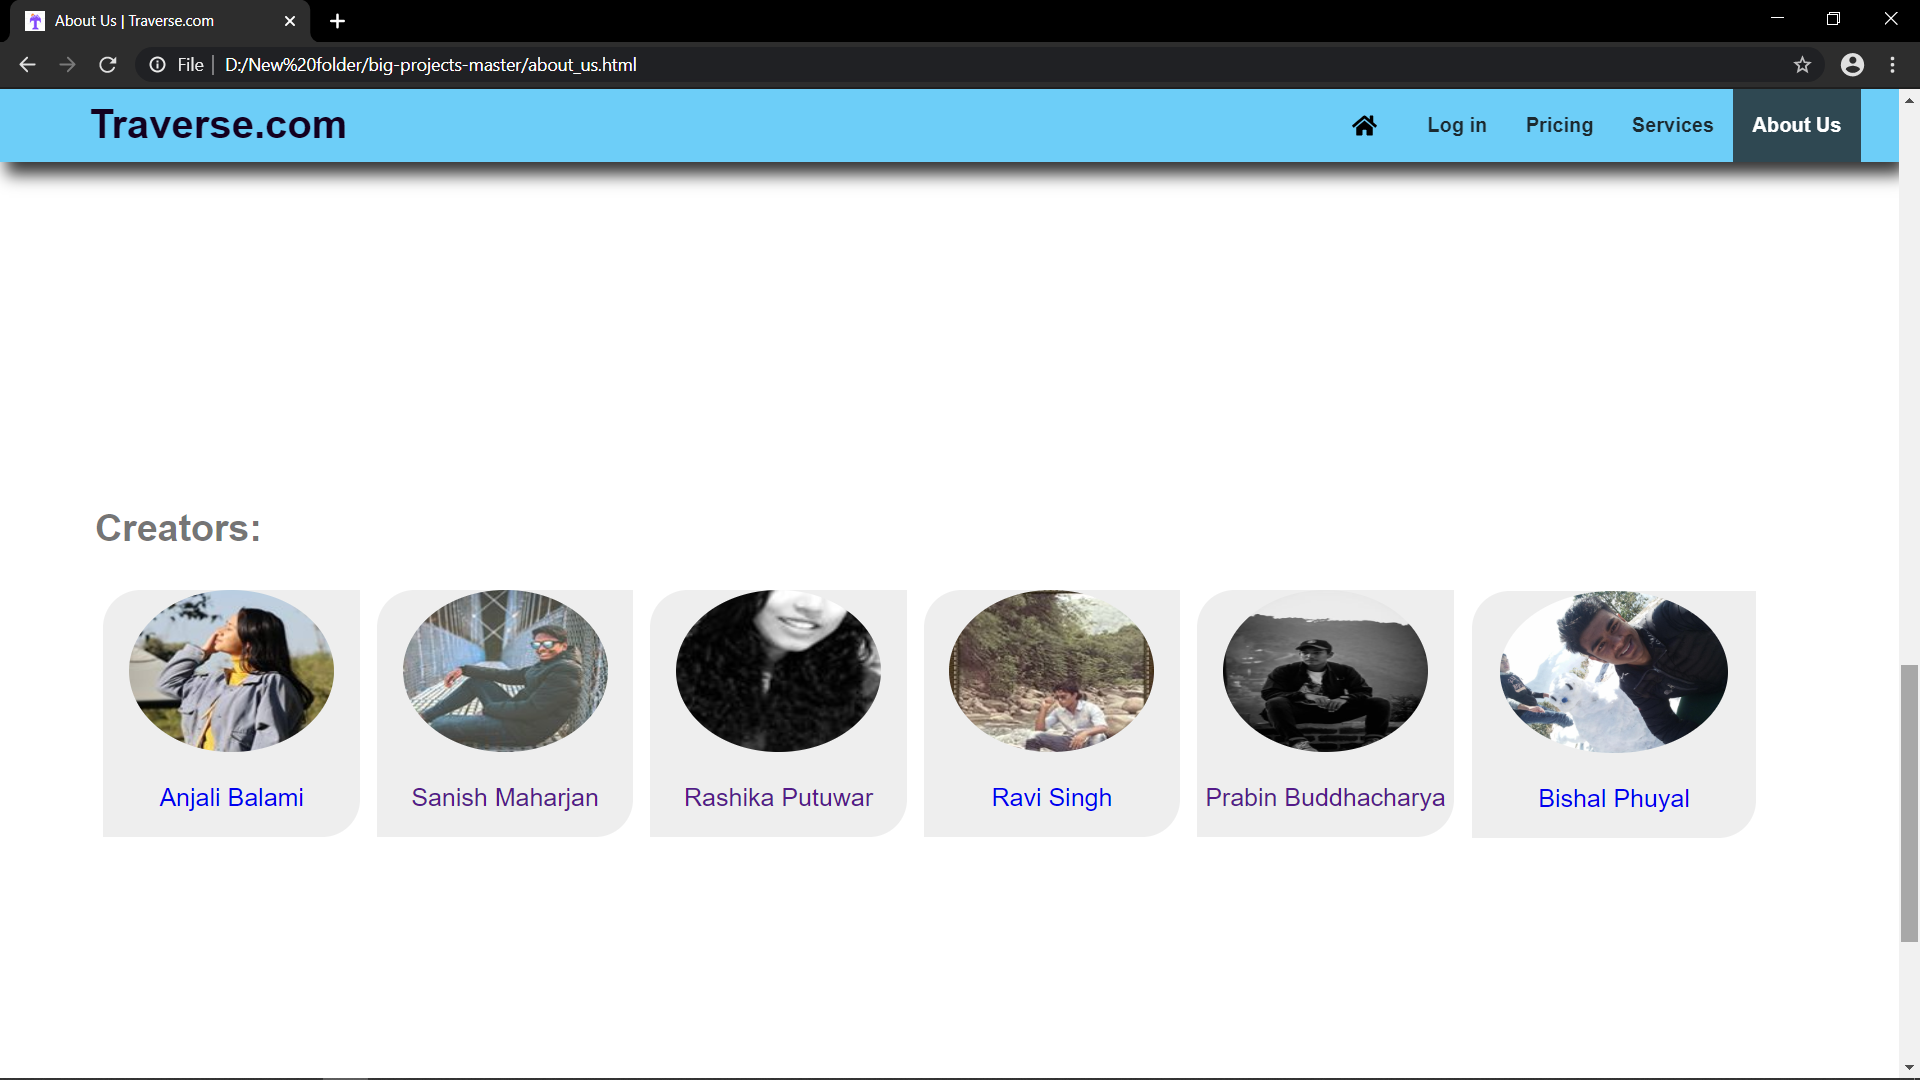 About Us | Traverse.com
File | D:/New%20folder/big-projects-master/about_us.html
Traverse.com Log in Pricing Services About Us
Creators:
Anjali Balami Sanish Maharjan Rashika Putuwar Ravi Singh Prabin Buddhacharya Bishal Phuyal